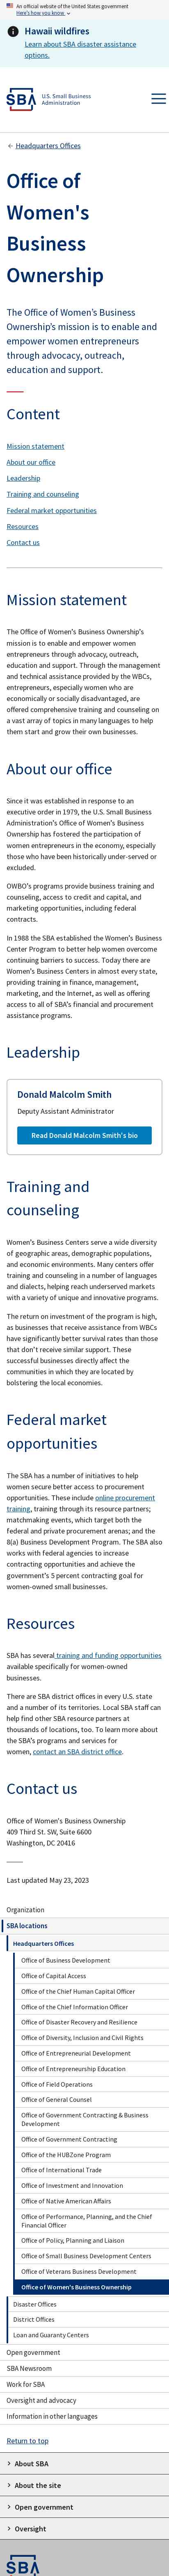 An official website of the United States government
Here's how you know
Hawaii wildfires
Learn about SBA disaster assistance
options.
SBA
U.S. Small Business
Administration
Headquarters Offices
Office of
Women's
Business
Ownership
The Office of Women's Business
Ownership's mission is to enable and
empower women entrepreneurs
through advocacy, outreach,
education and support.
Content
Mission statement
About our office
Leadership
Training and counseling
Federal market opportunities
Resources
Contact us
Mission statement
The Office of Women's Business Ownership's
mission is to enable and empower women
entrepreneurs through advocacy, outreach,
education and support. Through the management
and technical assistance provided by the WBCs,
entrepreneurs, especially women who are
economically or socially disadvantaged, are
offered comprehensive training and counseling on
a vast array of topics in many languages to help
them start and grow their own businesses.
About our office
Since it was established in response to an
executive order in 1979, the U.S. Small Business
Administration's Office of Women's Business
Ownership has fostered the participation of
women entrepreneurs in the economy, especially
those who have been historically under-served or
excluded.
OWBO's programs provide business training and
counseling, access to credit and capital, and
marketing opportunities, including federal
contracts.
In 1988 the SBA established the Women's Business
Center Program to better help women overcome
continuing barriers to success. Today there are
Women's Business Centers in almost every state,
providing training in finance, management,
marketing, and the Internet, as well as offering
access to all of SBA's financial and procurement
assistance programs.
Leadership
Donald Malcolm Smith
Deputy Assistant Administrator
Read Donald Malcolm Smith's bio
Training and
counseling
Women's Business Centers serve a wide diversity
of geographic areas, demographic populations,
and economic environments. Many centers offer
training and counseling in a number of languages
and dialects, helping reach underserved markets
with a variety of unique and innovative programs.
The return on investment of the program is high,
as businesses that receive assistance from WBCs
have significantly better survival rates than those
that don't receive similar support. These
successful businesses directly affect the
communities in which they are located by
bolstering the local economies.
Federal market
opportunities
The SBA has a number of initiatives to help
women secure better access to procurement
opportunities. These include online procurement
training, training through its resource partners;
matchmaking events, which target both the
federal and private procurement areas; and the
8(a) Business Development Program. The SBA also
works with federal agencies to increase
contracting opportunities and achieve the
government's 5 percent contracting goal for
women-owned small businesses.
Resources
SBA has several training and funding opportunities
available specifically for women-owned
businesses.
There are SBA district offices in every U.S. state
and a number of its territories. Local SBA staff can
help find other SBA resource partners at
thousands of locations, too. To learn more about
the SBA's programs and services for
women, contact an SBA district office.
Contact us
Office of Women's Business Ownership
409 Third St. SW, Suite 6600
Washington, DC 20416
Last updated May 23, 2023
Organization
SBA locations
Headquarters Offices
Office of Business Development
Office of Capital Access
Office of the Chief Human Capital Officer
Office of the Chief Information Officer
Office of Disaster Recovery and Resilience
Office of Diversity, Inclusion and Civil Rights
Office of Entrepreneurial Development
Office of Entrepreneurship Education
Office of Field Operations
Office of General Counsel
Office of Government Contracting & Business
Development
Office of Government Contracting
Office of the HUBZone Program
Office of International Trade
Office of Investment and Innovation
Office of Native American Affairs
Office of Performance, Planning, and the Chief
Financial Officer
Office of Policy, Planning and Liaison
Office of Small Business Development Centers
Office of Veterans Business Development
Office of Women's Business Ownership
Disaster Offices
District Offices
Loan and Guaranty Centers
Open government
SBA Newsroom
Work for SBA
Oversight and advocacy
Information in other languages
Return to top
About SBA
About the site
Open government
Oversight
SBA